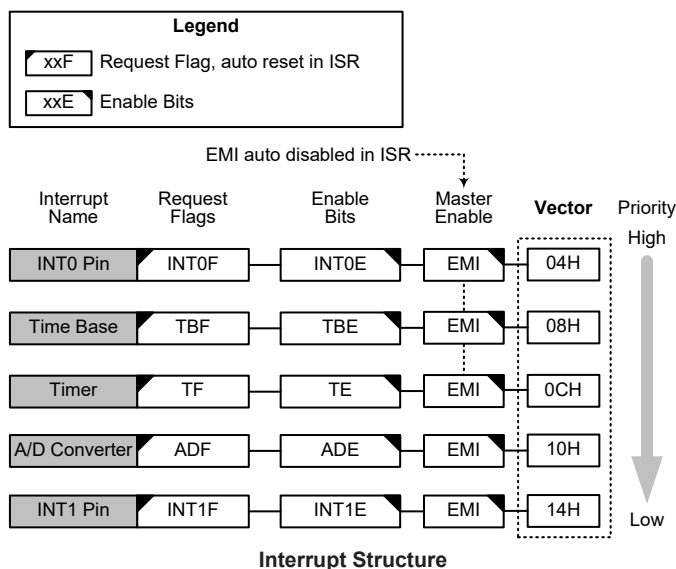 Legend
xxF Request Flag, auto reset in ISR
xxE Enable Bits
EMI auto disabled in ISR
Interrupt Name Request Flags Enable Bits Master Enable Vector Priority
High
INT0 Pin INT0F INT0E EMI 04H
Time Base TBF TBE EMI 08H
Timer TF TE EMI 0CH
A/D Converter ADF ADE EMI 10H
INT1 Pin INT1F INT1E EMI 14H
Low
Interrupt Structure